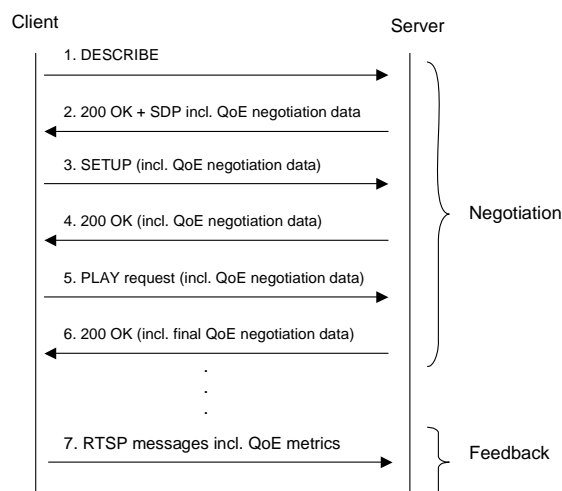 Client
Server
1. DESCRIBE
2. 200 OK + SDP incl. QoE negotiation data
3. SETUP (incl. QoE negotiation data)
4. 200 OK (incl. QoE negotiation data)
Negotiation
5. PLAY request (incl. QoE negotiation data)
6. 200 OK (incl. final QoE negotiation data)
.
.
.
7. RTSP messages incl. QoE metrics
Feedback